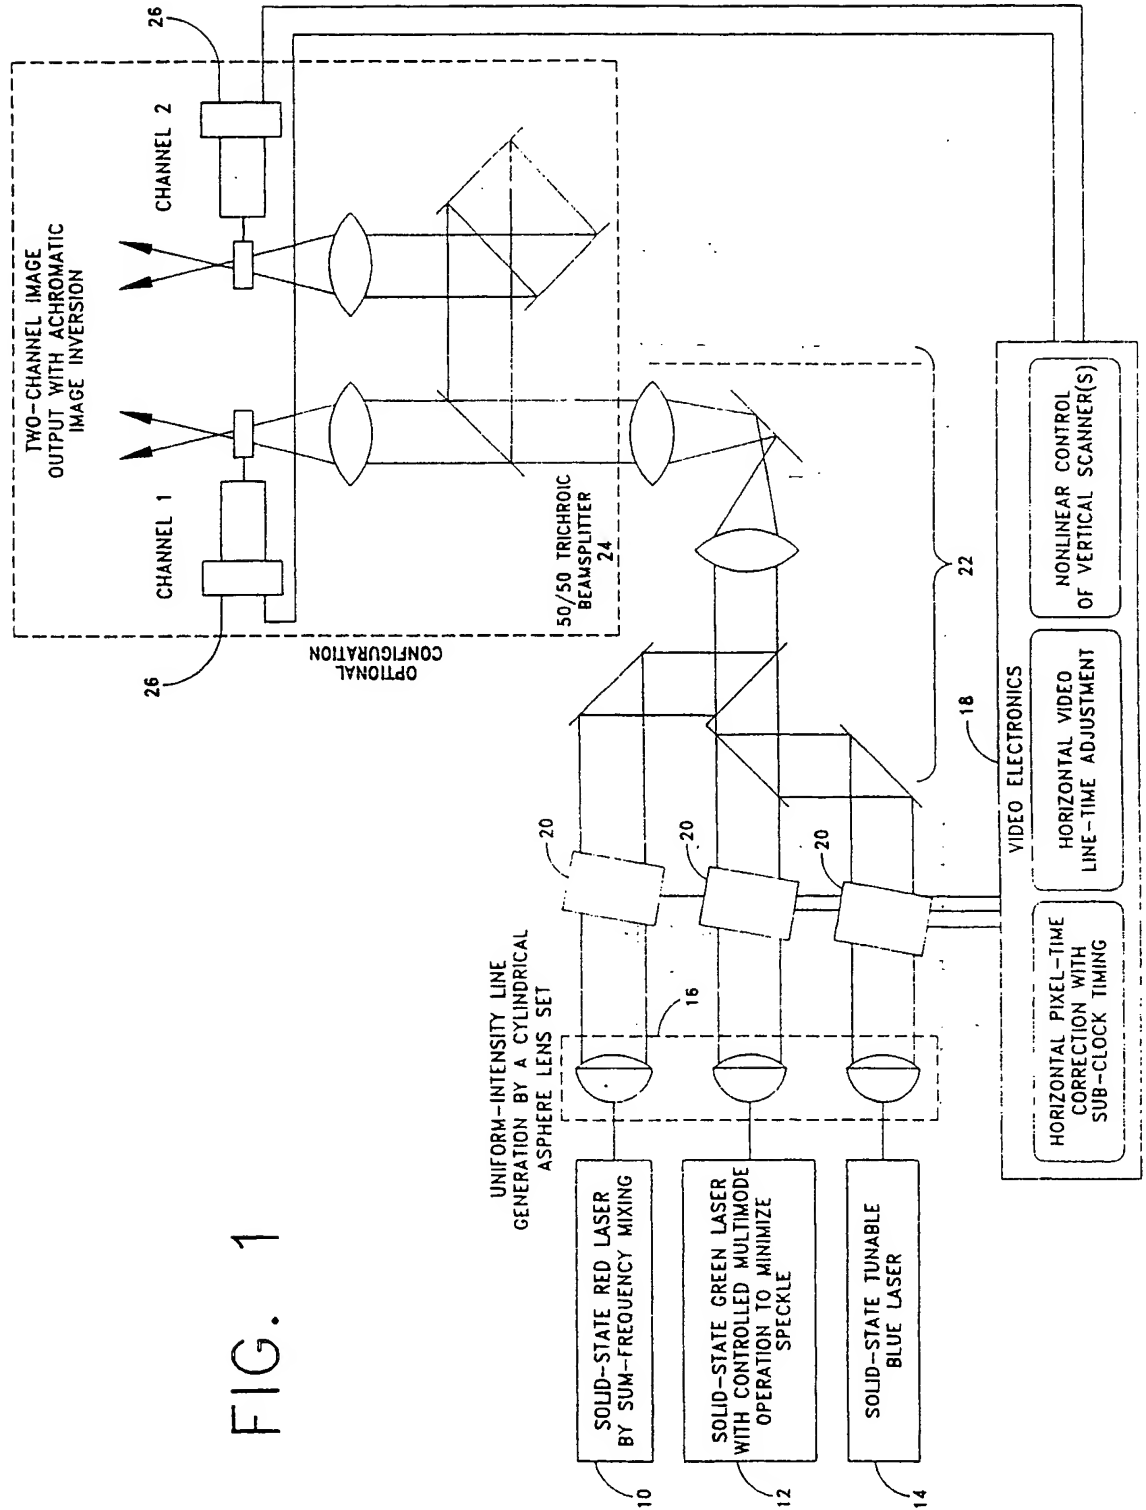 FIG. 1
TWO-CHANNEL IMAGE
OUTPUT WITH ACHROMATIC
IMAGE INVERSION
CHANNEL 1
CHANNEL 2
26
26
OPTIONAL
CONFIGURATION
50/50 TRICHROIC
BEAMSPLITTER
24
UNIFORM-INTENSITY LINE
GENERATION BY A CYLINDRICAL
ASPHERE LENS SET
16
20
20
20
22
SOLID-STATE RED LASER
BY SUM-FREQUENCY MIXING
10
SOLID-STATE GREEN LASER
WITH CONTROLLED MULTIMODE
OPERATION TO MINIMIZE
SPECKLE
12
SOLID-STATE TUNABLE
BLUE LASER
14
VIDEO ELECTRONICS
18
HORIZONTAL PIXEL-TIME
CORRECTION WITH
SUB-CLOCK TIMING
HORIZONTAL VIDEO
LINE-TIME ADJUSTMENT
NONLINEAR CONTROL
OF VERTICAL SCANNER(S)